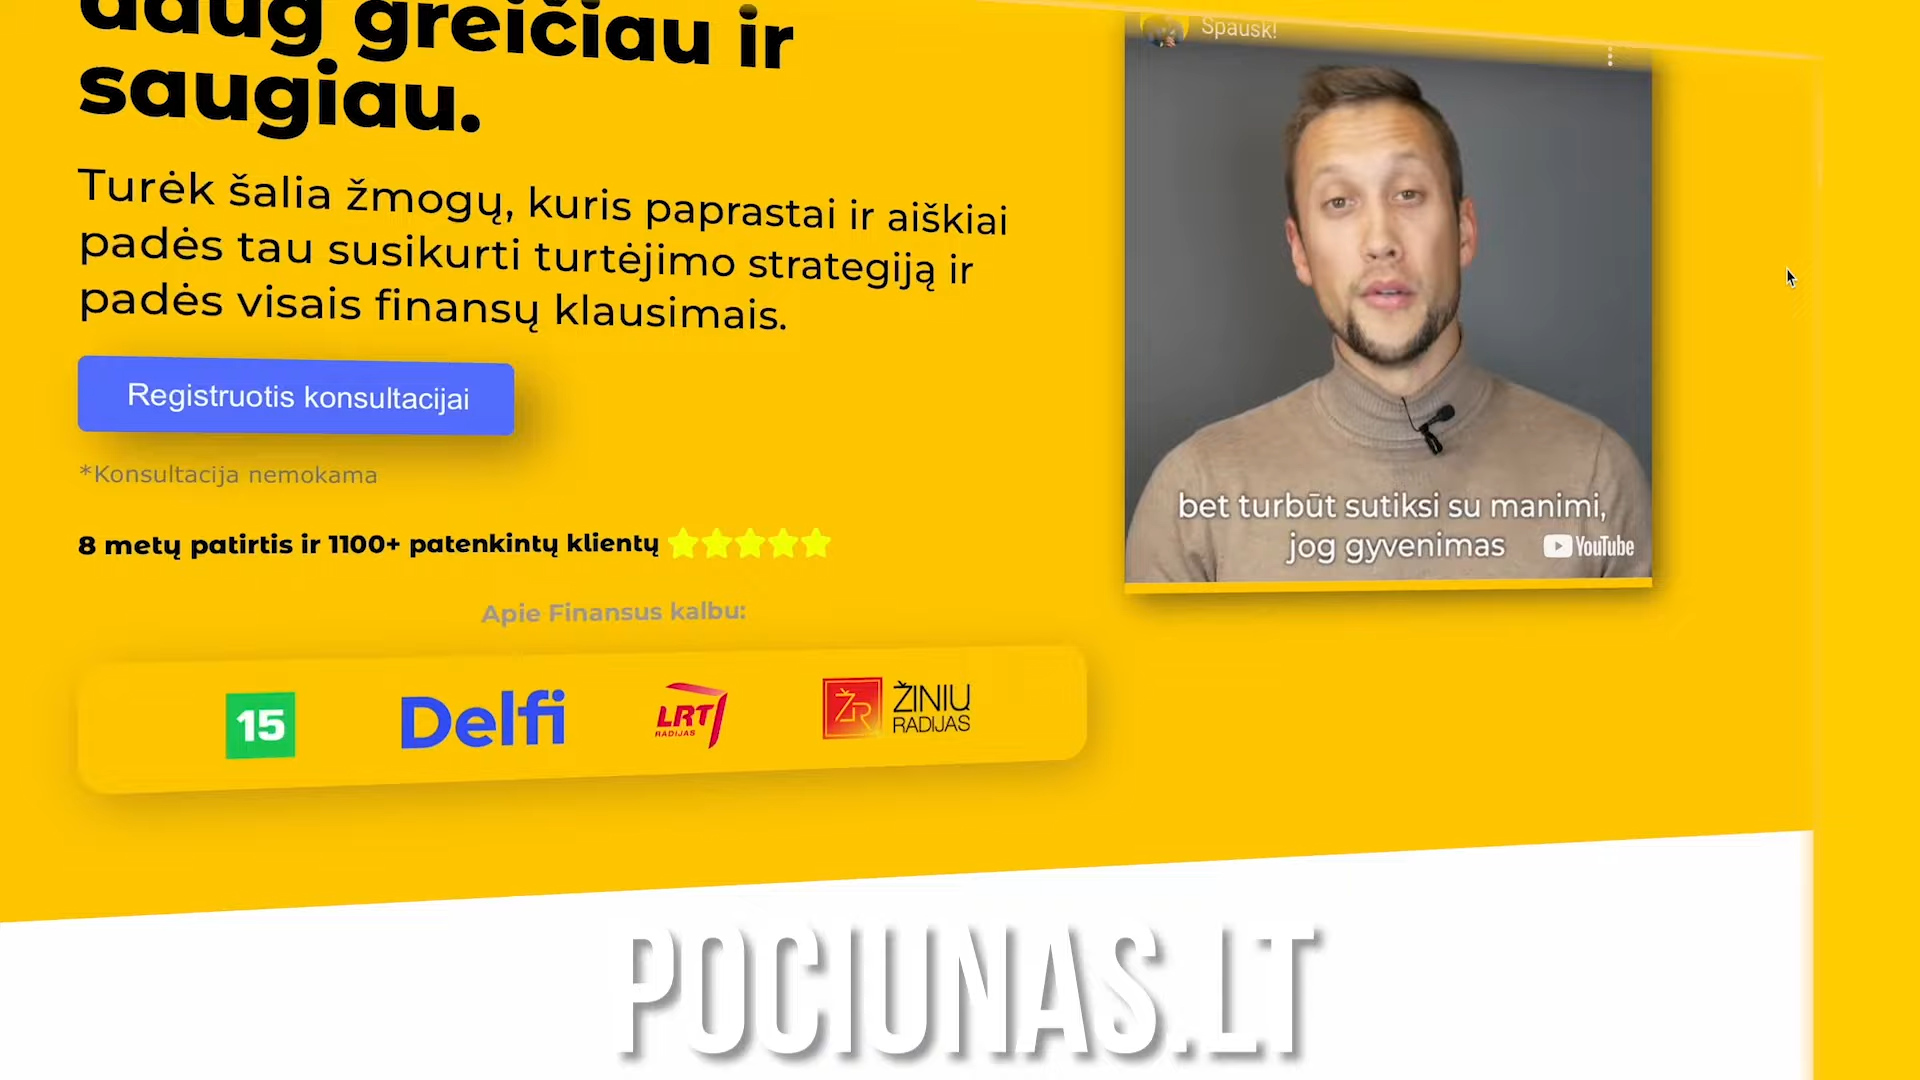 daug greičiau ir
saugiau.
Turėk šalia žmogų, kuris paprastai ir aiškiai
padės tau susikurti turtėjimo strategiją ir
padės visais finansų klausimais.
Registruotis konsultacijai
*Konsultacija nemokama
8 metų patirtis ir 1100+ patenkintų klientų
Apie Finansus kalbu:
15
Delfi
LRT
RADIJAS
ŽR
ŽINIŲ
RADIJAS
Spausk!
bet turbūt sutiksi su manimi,
jog gyvenimas
YouTube
POCIUNAS.LT